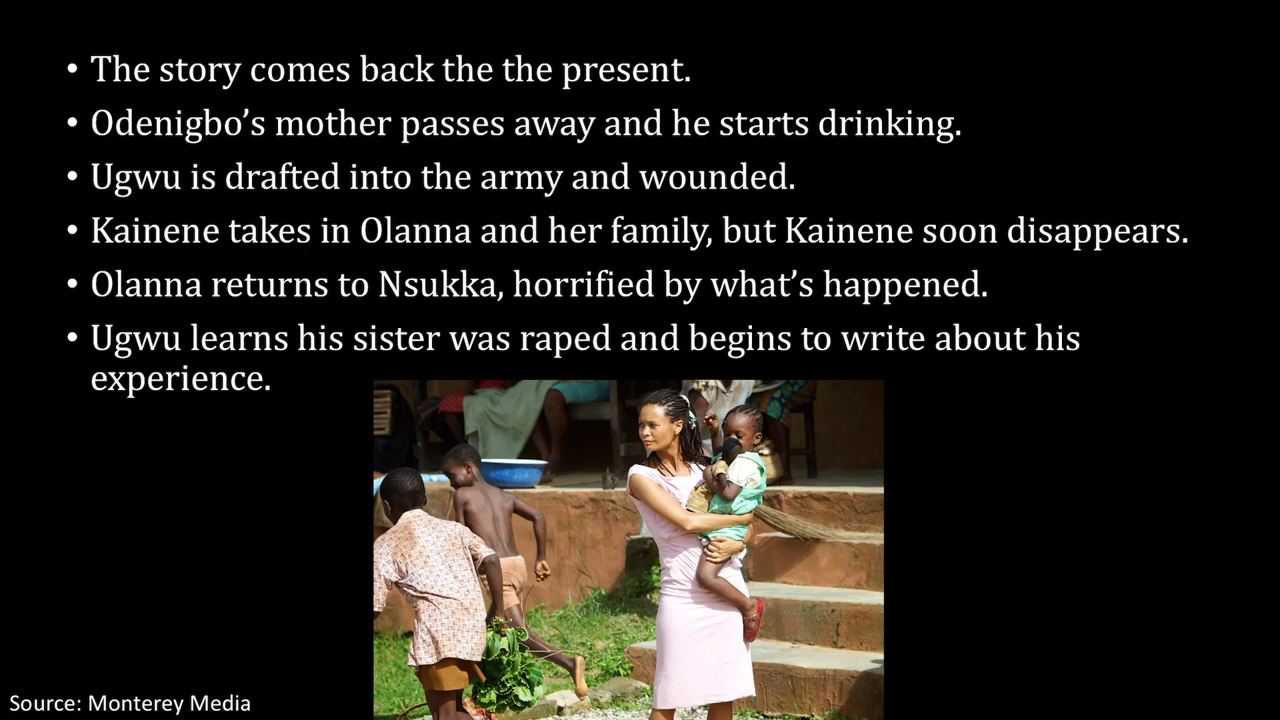 • The story comes back the the present.
• Odenigbo’s mother passes away and he starts drinking.
• Ugwu is drafted into the army and wounded.
• Kainene takes in Olanna and her family, but Kainene soon disappears.
• Olanna returns to Nsukka, horrified by what’s happened.
• Ugwu learns his sister was raped and begins to write about his
experience.
Source: Monterey Media